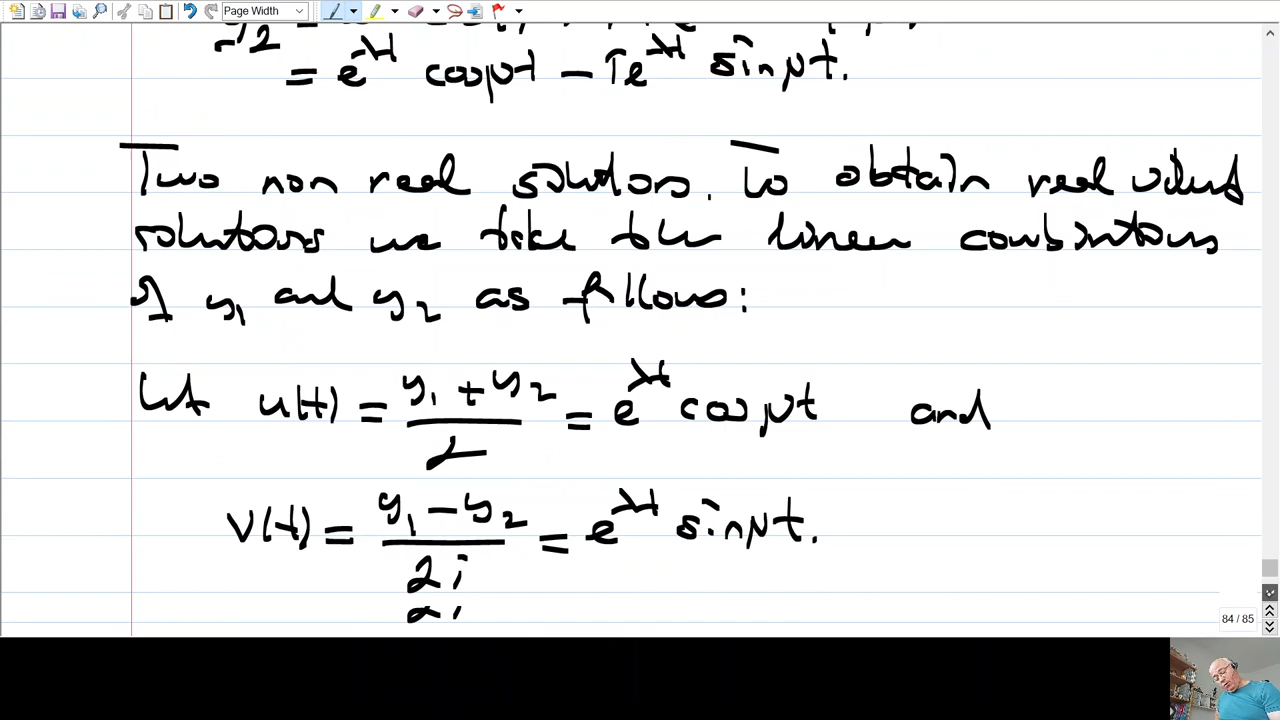 Page Width
y2 =
= e^λt cos μt – i e^λt sin μt.
Two non real solutions. To obtain real valued
solutions we take the linear combinations
of y1 and y2 as follows:
Let u(t) = (y1 + y2)/2 = e^λt cos μt and
v(t) = (y1 – y2)/2i = e^λt sin μt.
84 / 85